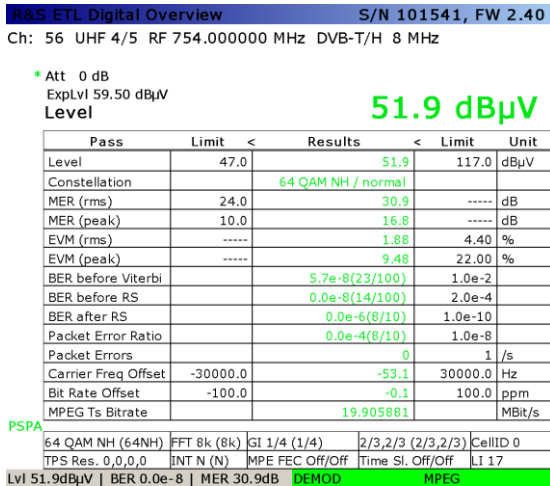 R&S ETL Digital Overview S/N 101541, FW 2.40
Ch: 56 UHF 4/5 RF 754.000000 MHz DVB-T/H 8 MHz
* Att 0 dB
ExpLvl 59.50 dBµV
Level 51.9 dBµV
Pass Limit < Results < Limit Unit
Level 47.0 51.9 117.0 dBµV
Constellation 64 QAM NH / normal
MER (rms) 24.0 30.9 ----- dB
MER (peak) 10.0 16.8 ----- dB
EVM (rms) ----- 1.88 4.40 %
EVM (peak) ----- 9.48 22.00 %
BER before Viterbi 5.7e-8(23/100) 1.0e-2
BER before RS 0.0e-8(14/100) 2.0e-4
BER after RS 0.0e-6(8/10) 1.0e-10
Packet Error Ratio 0.0e-4(8/10) 1.0e-8
Packet Errors 0 1 /s
Carrier Freq Offset -30000.0 -53.1 30000.0 Hz
Bit Rate Offset -100.0 -0.1 100.0 ppm
MPEG Ts Bitrate 19.905881 MBit/s
PSPA
64 QAM NH (64NH) FFT 8k (8k) GI 1/4 (1/4) 2/3,2/3 (2/3,2/3) CellID 0
TPS Res. 0,0,0,0 INT N (N) MPE FEC Off/Off Time Sl. Off/Off LI 17
Lvl 51.9dBµV | BER 0.0e-8 | MER 30.9dB DEMOD MPEG